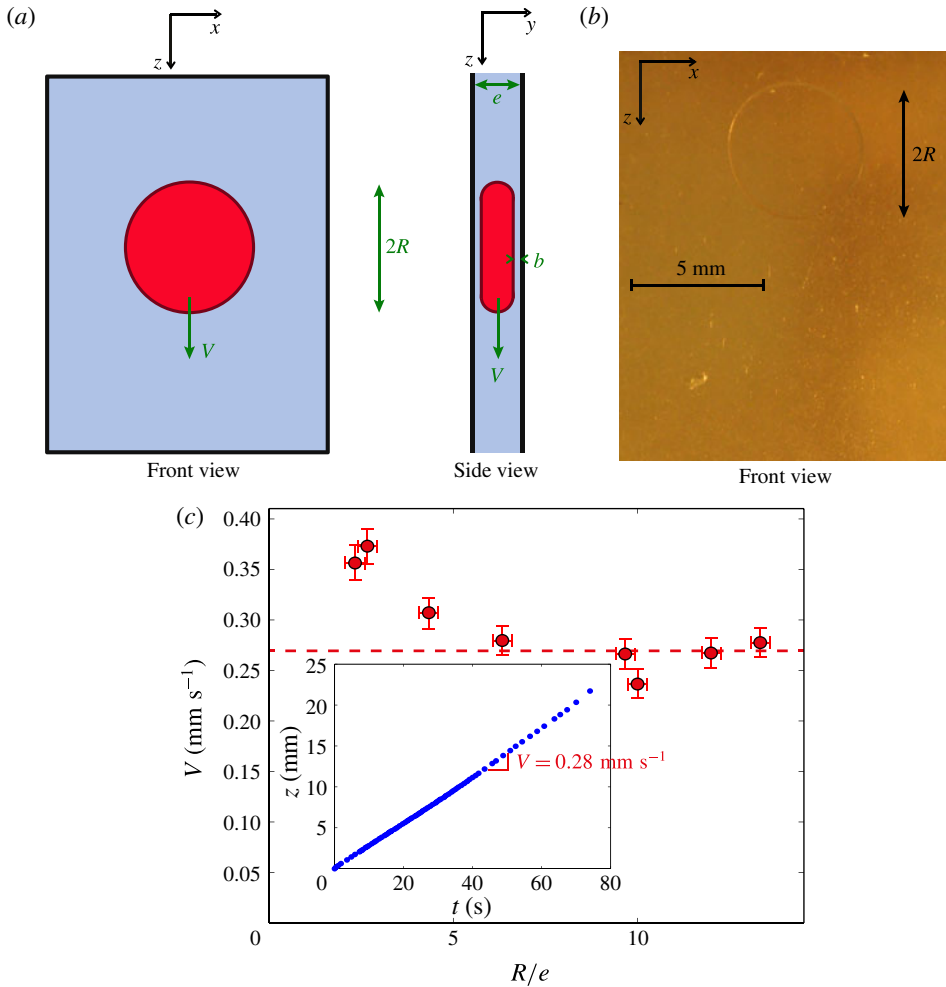 (a)
x
z
e
2R
b
V
V
y
z
Front view
Side view
(b)
x
z
2R
5 mm
Front view
(c)
0.40
0.35
0.30
0.25
0.20
0.15
0.10
0.05
0
5
10
V (mm s⁻¹)
R/e
25
20
15
10
5
0
20
40
60
80
z (mm)
t (s)
V = 0.28 mm s⁻¹